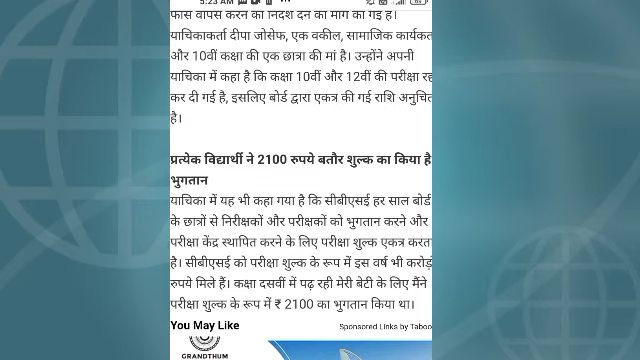 5:23 AM
फीस वापस करने का निर्देश देने की मांग की गई है।
याचिकाकर्ता दीपा जोसेफ, एक वकील, सामाजिक कार्यकर्त
और 10वीं कक्षा की एक छात्रा की मां है। उन्होंने अपनी
याचिका में कहा है कि कक्षा 10वीं और 12वीं की परीक्षा रद्द
कर दी गई है, इसलिए बोर्ड द्वारा एकत्र की गई राशि अनुचित
है।
प्रत्येक विद्यार्थी ने 2100 रुपये बतौर शुल्क का किया है
भुगतान
याचिका में यह भी कहा गया है कि सीबीएसई हर साल बोर्ड
के छात्रों से निरीक्षकों और परीक्षकों को भुगतान करने और
परीक्षा केंद्र स्थापित करने के लिए परीक्षा शुल्क एकत्र करता
है। सीबीएसई को परीक्षा शुल्क के रूप में इस वर्ष भी करोड़ो
रुपये मिले हैं। कक्षा दसवीं में पढ़ रही मेरी बेटी के लिए मैंने
परीक्षा शुल्क के रूप में ₹ 2100 का भुगतान किया था।
You May Like
Sponsored Links by Taboo
GRANDTHUM